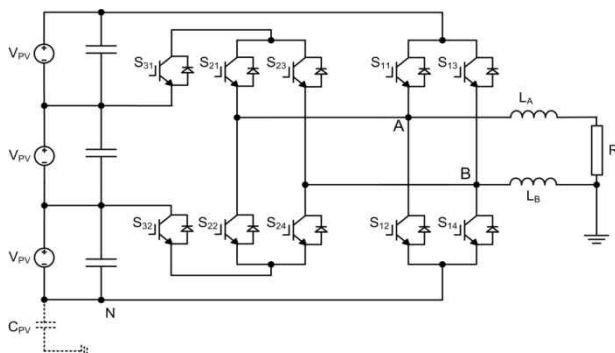 S31
S21
S23
S11
S13
VPV
LA
A
VPV
R
B
LB
S32
S22
S24
S12
S14
VPV
N
CPV